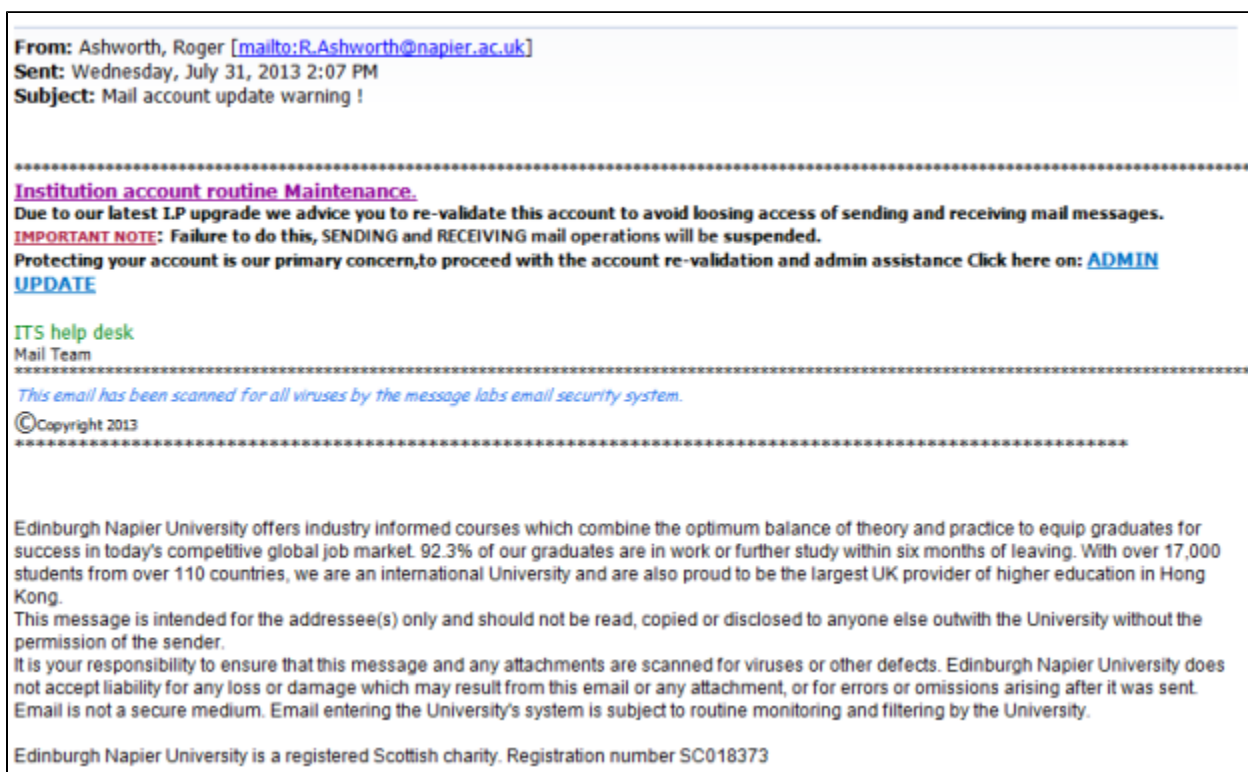 From: Ashworth, Roger [mailto:R.Ashworth@napier.ac.uk]
Sent: Wednesday, July 31, 2013 2:07 PM
Subject: Mail account update warning !
********************************************************************************************************************************************
Institution account routine Maintenance.
Due to our latest I.P upgrade we advice you to re-validate this account to avoid loosing access of sending and receiving mail messages.
IMPORTANT NOTE: Failure to do this, SENDING and RECEIVING mail operations will be suspended.
Protecting your account is our primary concern,to proceed with the account re-validation and admin assistance Click here on: ADMIN
UPDATE
ITS help desk
Mail Team
********************************************************************************************************************************************
This email has been scanned for all viruses by the message labs email security system.
©Copyright 2013
********************************************************************************************************
Edinburgh Napier University offers industry informed courses which combine the optimum balance of theory and practice to equip graduates for
success in today's competitive global job market. 92.3% of our graduates are in work or further study within six months of leaving. With over 17,000
students from over 110 countries, we are an international University and are also proud to be the largest UK provider of higher education in Hong
Kong.
This message is intended for the addressee(s) only and should not be read, copied or disclosed to anyone else outwith the University without the
permission of the sender.
It is your responsibility to ensure that this message and any attachments are scanned for viruses or other defects. Edinburgh Napier University does
not accept liability for any loss or damage which may result from this email or any attachment, or for errors or omissions arising after it was sent.
Email is not a secure medium. Email entering the University's system is subject to routine monitoring and filtering by the University.
Edinburgh Napier University is a registered Scottish charity. Registration number SC018373